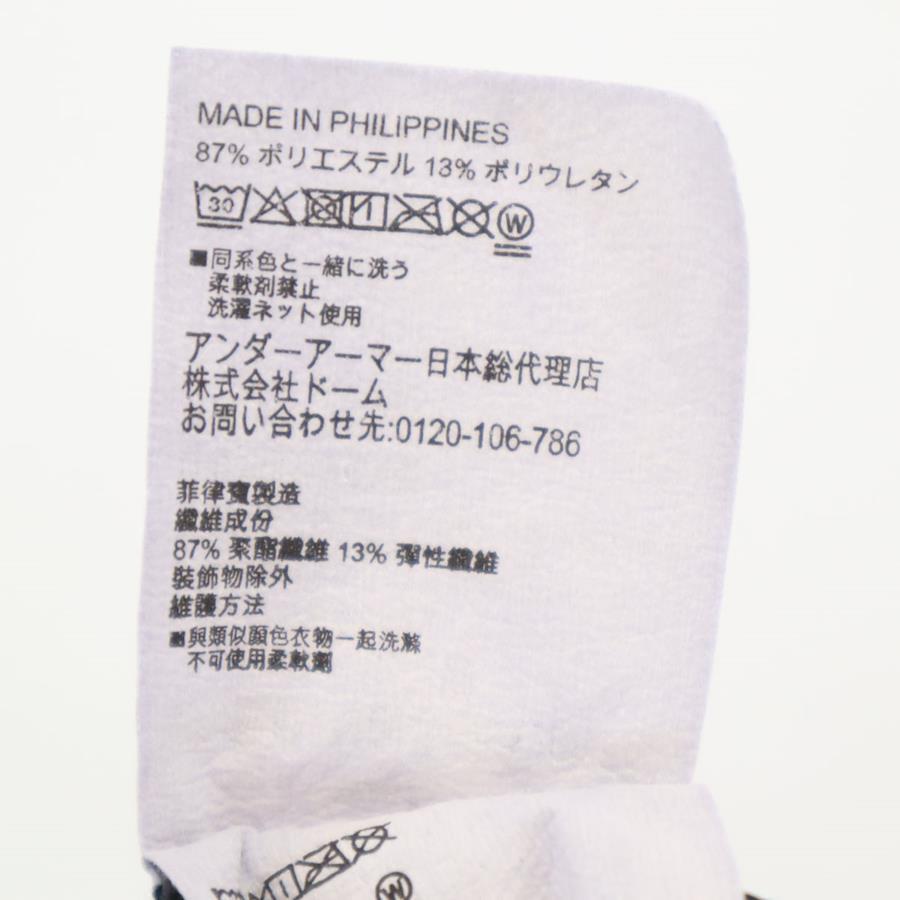 MADE IN PHILIPPINES
87% ポリエステル 13% ポリウレタン
30 W
■同系色と一緒に洗う
柔軟剤禁止
洗濯ネット使用
アンダーアーマー日本総代理店
株式会社ドーム
お問い合わせ先:0120-106-786
菲律賓製造
纖維成份
87% 聚酯纖維 13% 彈性纖維
裝飾物除外
維護方法
■與類似顏色衣物一起洗滌
不可使用柔軟劑
W